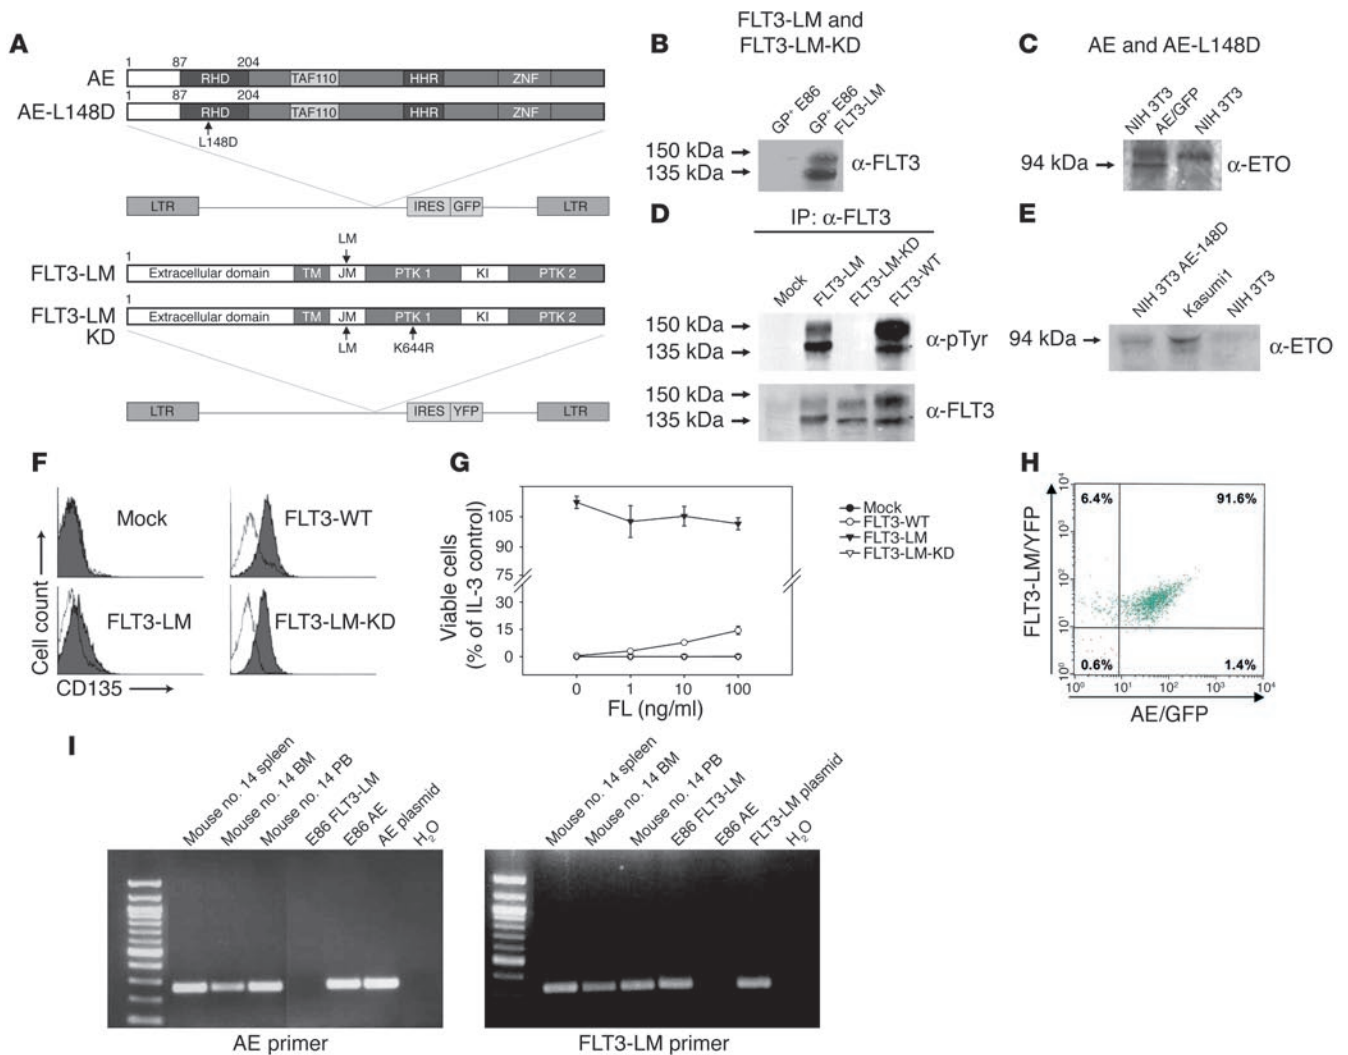 A
1 87 204
AE RHD TAF110 HHR ZNF
1 87 204
AE-L148D RHD TAF110 HHR ZNF
L148D
LTR IRES GFP LTR
LM
1
FLT3-LM Extracellular domain TM JM PTK 1 KI PTK 2
1
FLT3-LM KD Extracellular domain TM JM PTK 1 KI PTK 2
LM K644R
LTR IRES YFP LTR
B
FLT3-LM and
FLT3-LM-KD
GP+ E86
GP+ E86
FLT3-LM
150 kDa
135 kDa
α-FLT3
C
AE and AE-L148D
NIH 3T3
AE/GFP
NIH 3T3
94 kDa
α-ETO
D
IP: α-FLT3
Mock
FLT3-LM
FLT3-LM-KD
FLT3-WT
150 kDa
135 kDa
α-pTyr
150 kDa
135 kDa
α-FLT3
E
NIH 3T3 AE-148D
Kasumi1
NIH 3T3
94 kDa
α-ETO
F
Mock
FLT3-WT
FLT3-LM
FLT3-LM-KD
Cell count
CD135
G
Viable cells
(% of IL-3 control)
105
90
75
30
15
0
0 1 10 100
FL (ng/ml)
Mock
FLT3-WT
FLT3-LM
FLT3-LM-KD
H
FLT3-LM/YFP
10⁴
10³
10²
10¹
10⁰
6.4% 91.6%
0.6% 1.4%
10⁰ 10¹ 10² 10³ 10⁴
AE/GFP
I
Mouse no. 14 spleen
Mouse no. 14 BM
Mouse no. 14 PB
E86 FLT3-LM
E86 AE
AE plasmid
H₂O
AE primer
Mouse no. 14 spleen
Mouse no. 14 BM
Mouse no. 14 PB
E86 FLT3-LM
E86 AE
FLT3-LM plasmid
H₂O
FLT3-LM primer